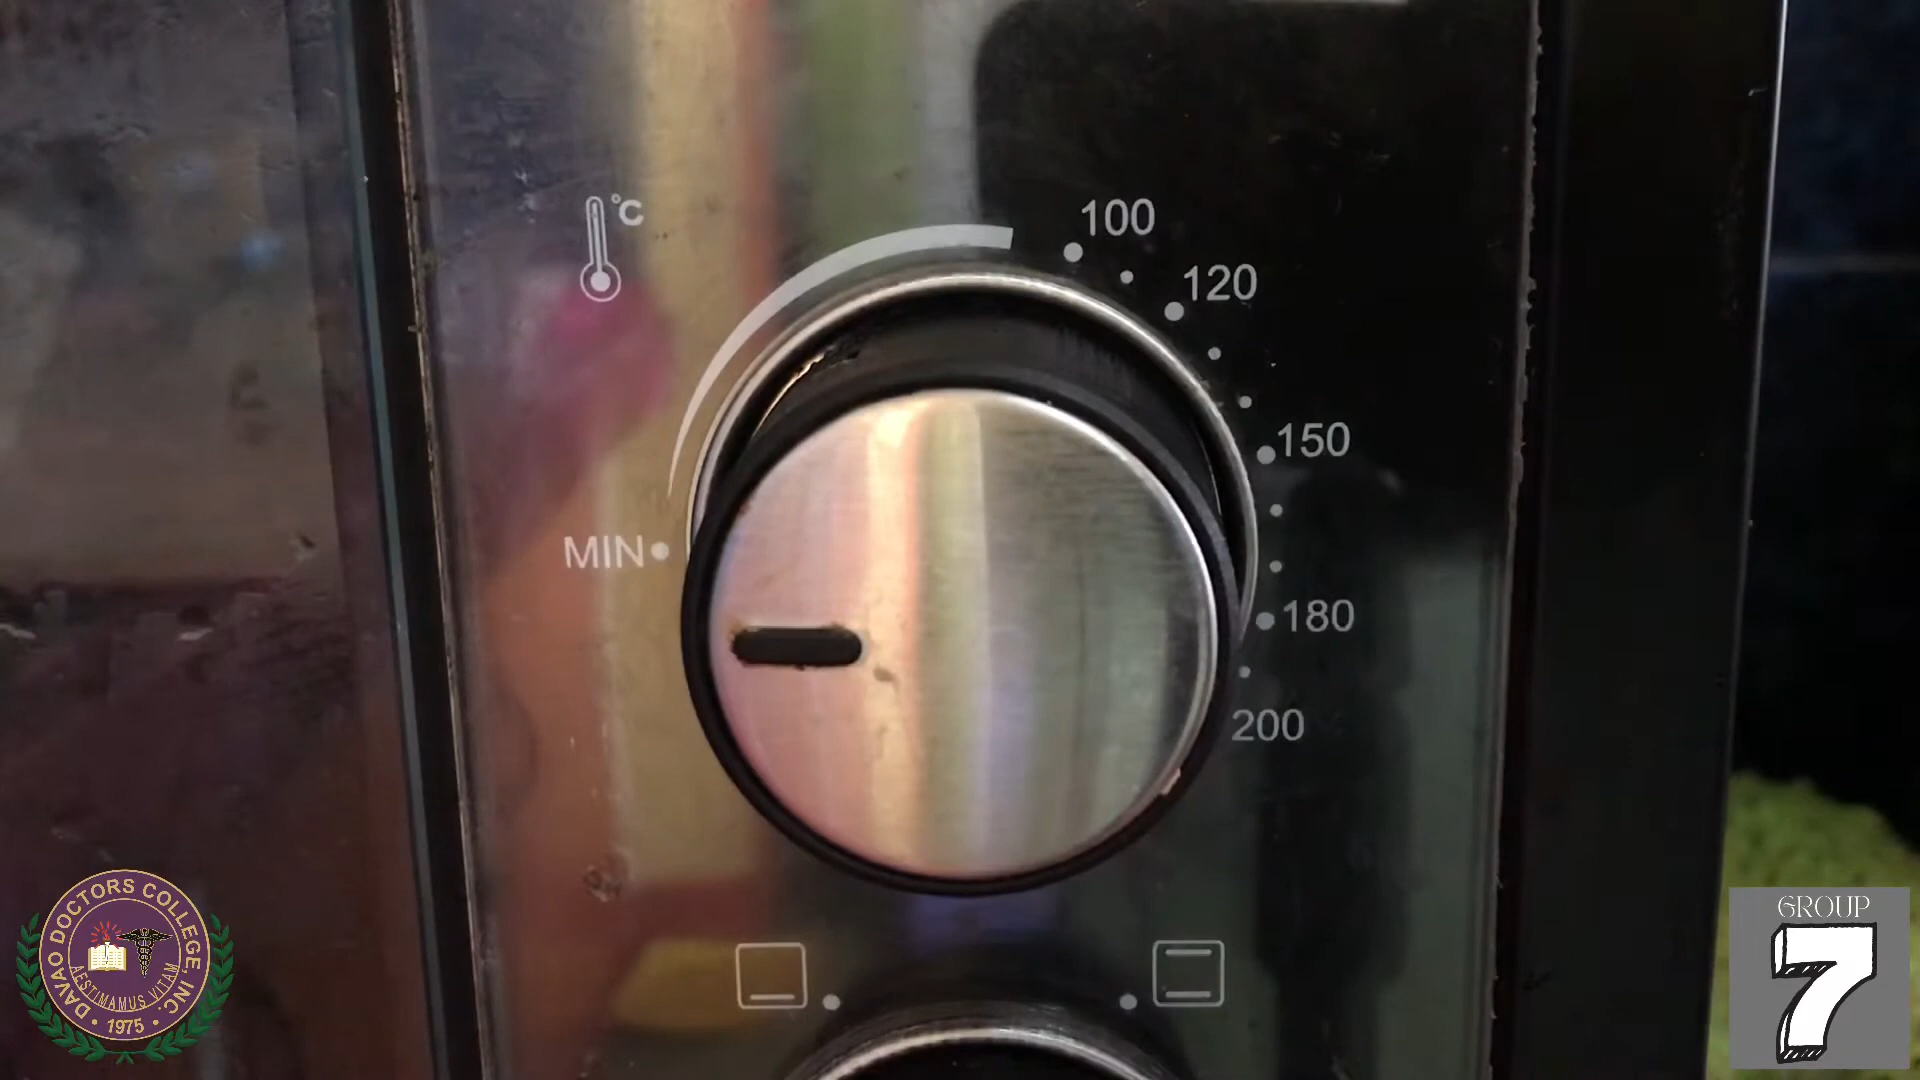 °C
100
120
150
MIN
180
200
DAVAO DOCTORS COLLEGE, INC.
AESTIMAMUS VITAM
• 1975 •
GROUP
7